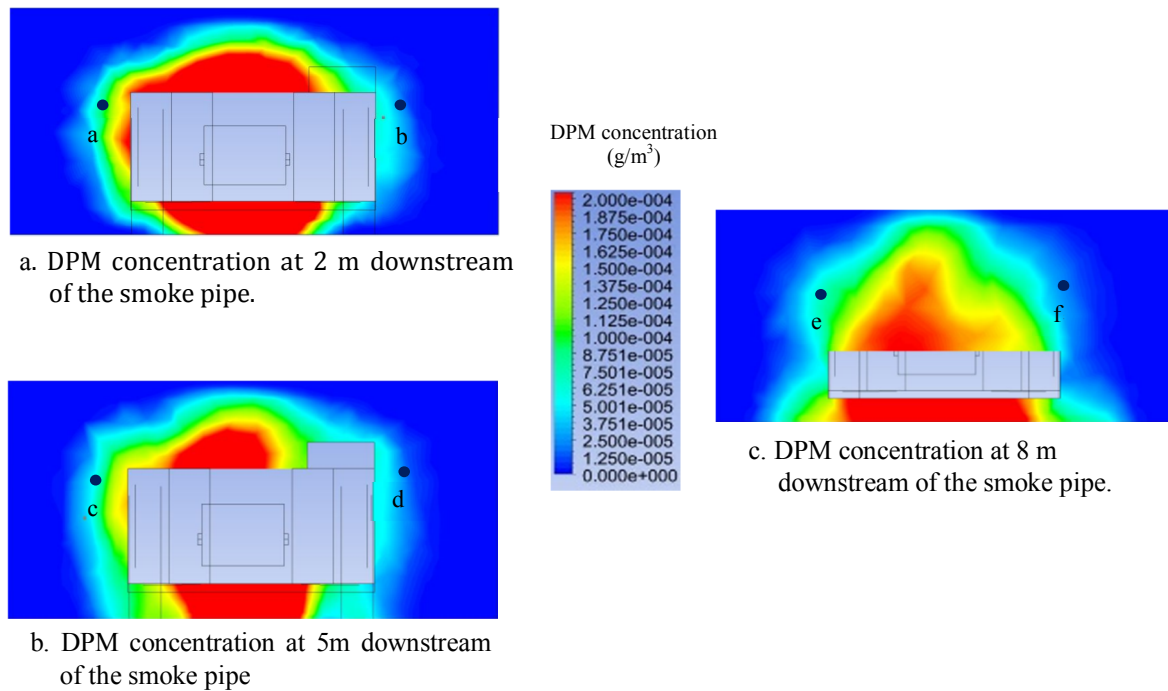 a
b
a. DPM concentration at 2 m downstream
of the smoke pipe.
c
d
b. DPM concentration at 5m downstream
of the smoke pipe
DPM concentration
(g/m³)
2.000e-004
1.875e-004
1.750e-004
1.625e-004
1.500e-004
1.375e-004
1.250e-004
1.125e-004
1.000e-004
8.751e-005
7.501e-005
6.251e-005
5.001e-005
3.751e-005
2.500e-005
1.250e-005
0.000e+000
e
f
c. DPM concentration at 8 m
downstream of the smoke pipe.